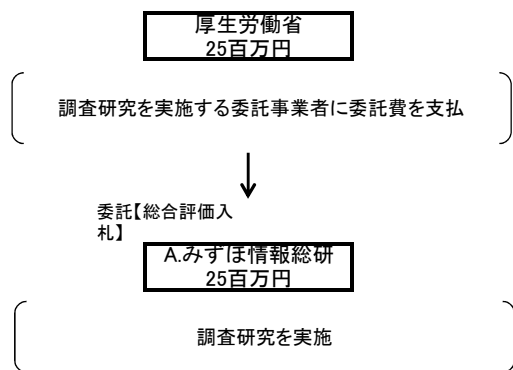 厚生労働省
25百万円
調査研究を実施する委託事業者に委託費を支払
委託【総合評価入
札】
A.みずほ情報総研
25百万円
調査研究を実施